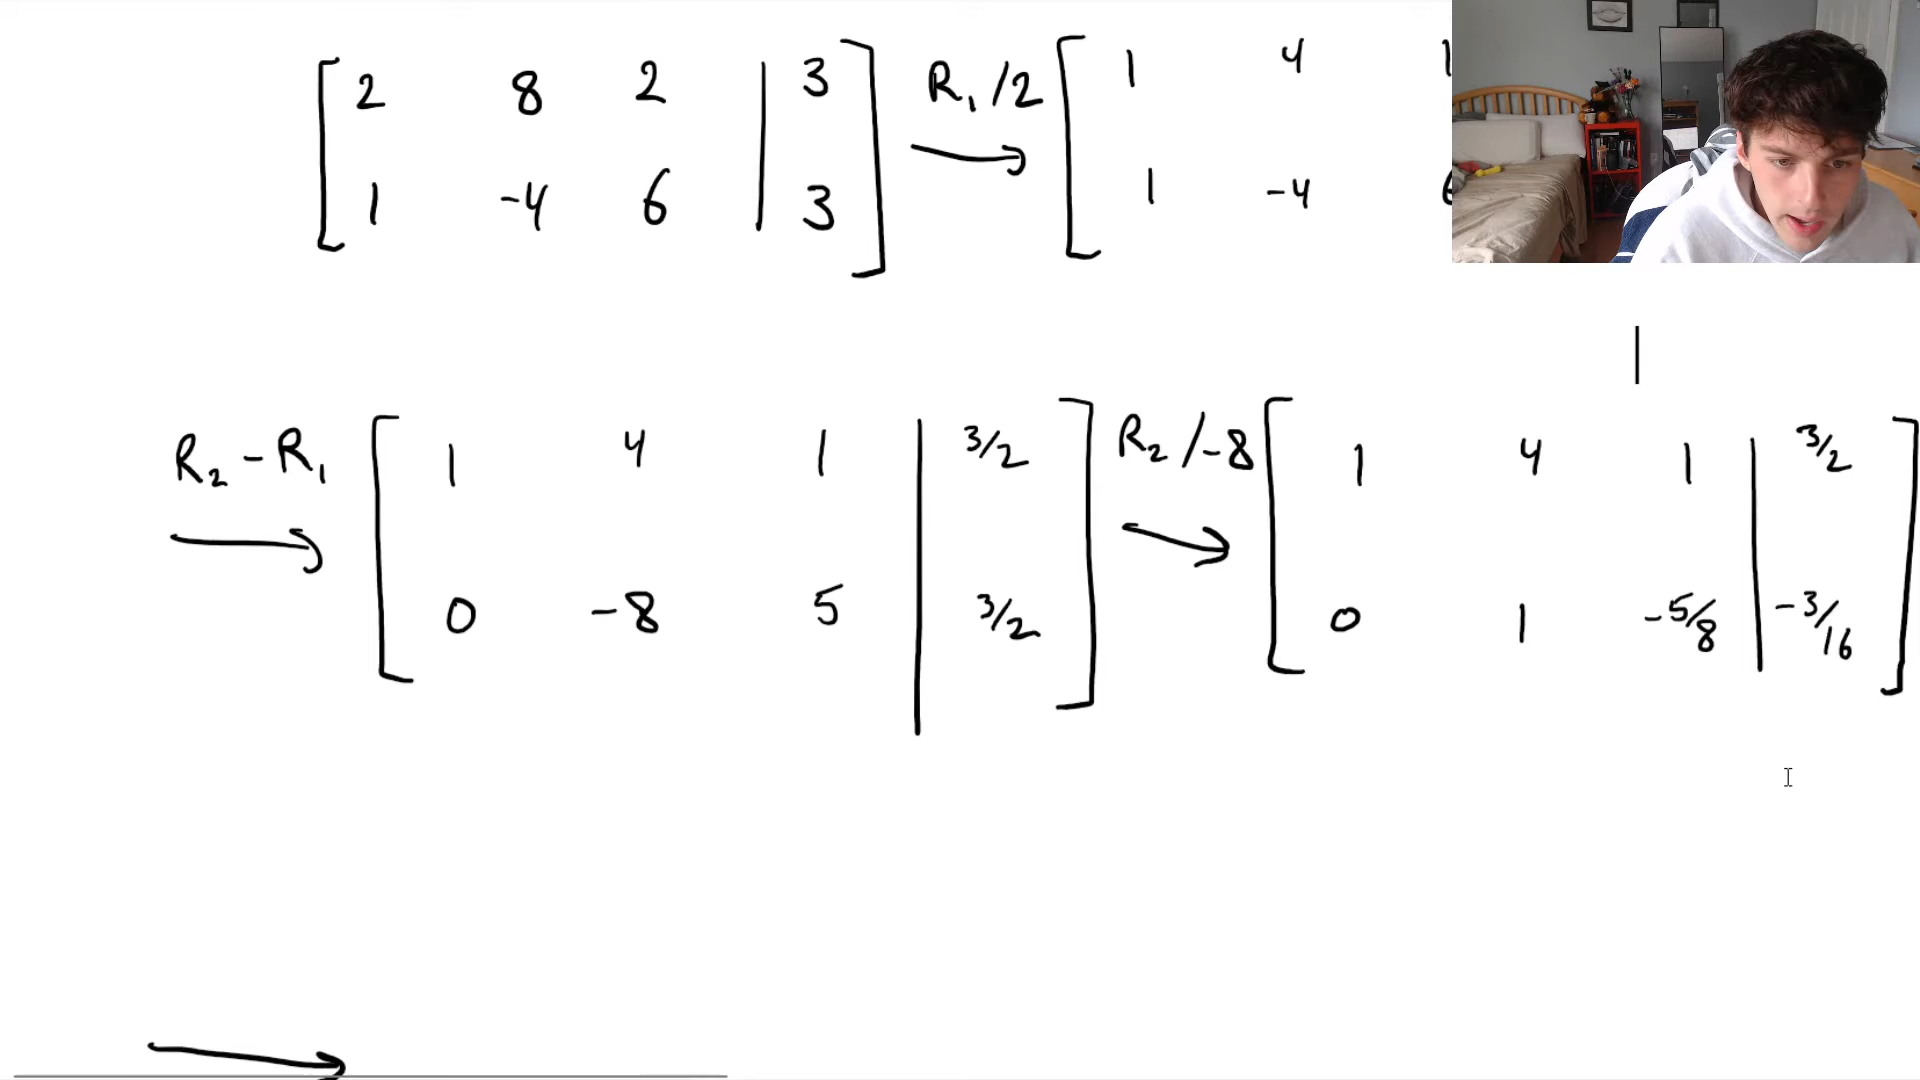 2 8 2 | 3 R₁/2 1 4 1
1 -4 6 | 3 1 -4
R₂ - R₁ 1 4 1 | 3/2 R₂/-8 1 4 1 | 3/2
0 -8 5 | 3/2 0 1 -5/8 | -3/16